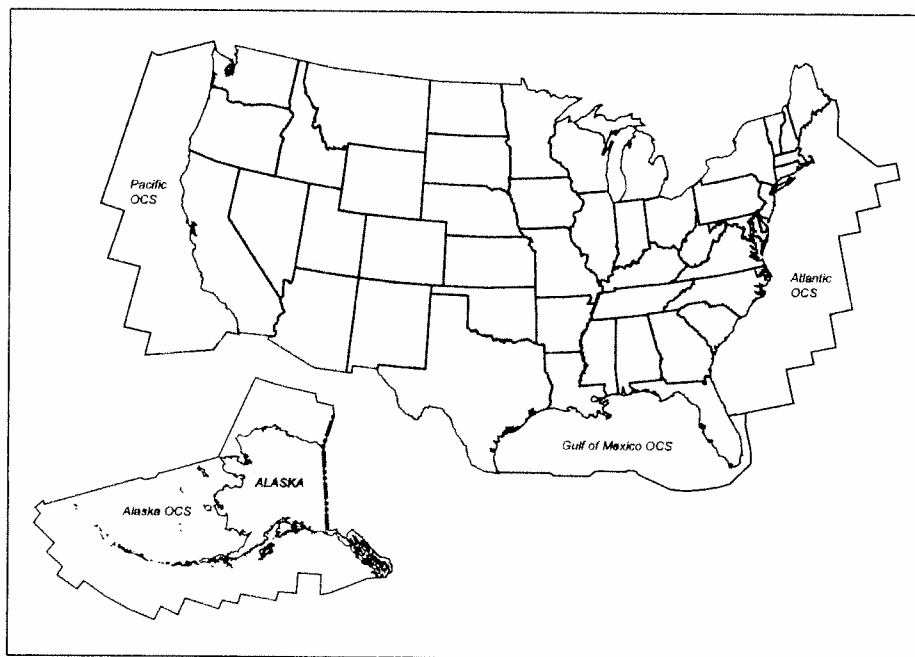 Pacific
OCS
Atlantic
OCS
Gulf of Mexico OCS
ALASKA
Alaska OCS